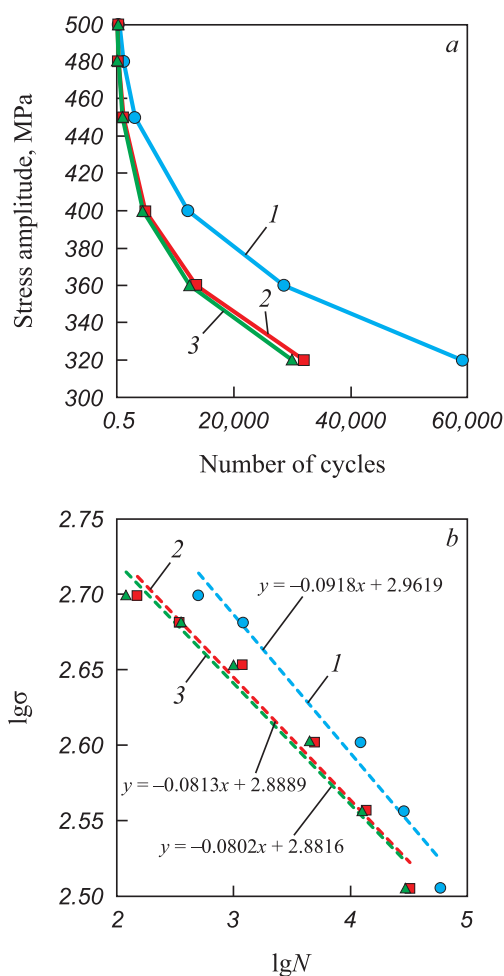 a
500
480
460
440
420
400
380
360
340
320
300
Stress amplitude, MPa
1
2
3
0.5 20,000 40,000 60,000
Number of cycles
b
2.75
2.70
2.65
2.60
2.55
2.50
lgσ
2
y = –0.0918x + 2.9619
1
3
y = –0.0813x + 2.8889
y = –0.0802x + 2.8816
2 3 4 5
lgN